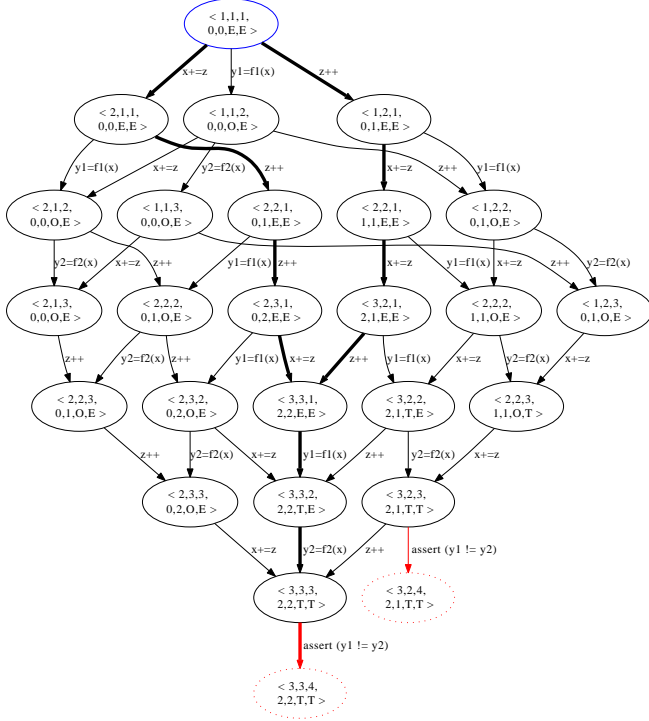 < 1,1,1,
0,0,E,E >
x+=z
y1=f1(x)
z++
< 2,1,1,
0,0,E,E >
< 1,1,2,
0,0,O,E >
< 1,2,1,
0,1,E,E >
y1=f1(x)
x+=z
y2=f2(x)
z++
x+=z
z++
y1=f1(x)
< 2,1,2,
0,0,O,E >
< 1,1,3,
0,0,O,E >
< 2,2,1,
0,1,E,E >
< 2,2,1,
1,1,E,E >
< 1,2,2,
0,1,O,E >
y2=f2(x)
x+=z
z++
y1=f1(x)
z++
x+=z
y1=f1(x)
x+=z
z++
y2=f2(x)
< 2,1,3,
0,0,O,E >
< 2,2,2,
0,1,O,E >
< 2,3,1,
0,2,E,E >
< 3,2,1,
2,1,E,E >
< 2,2,2,
1,1,O,E >
< 1,2,3,
0,1,O,E >
z++
y2=f2(x)
z++
y1=f1(x)
x+=z
z++
y1=f1(x)
x+=z
y2=f2(x)
x+=z
< 2,2,3,
0,1,O,E >
< 2,3,2,
0,2,O,E >
< 3,3,1,
2,2,E,E >
< 3,2,2,
2,1,T,E >
< 2,2,3,
1,1,O,T >
z++
y2=f2(x)
x+=z
y1=f1(x)
z++
y2=f2(x)
x+=z
< 2,3,3,
0,2,O,E >
< 3,3,2,
2,2,T,E >
< 3,2,3,
2,1,T,T >
x+=z
y2=f2(x)
z++
assert (y1 != y2)
< 3,3,3,
2,2,T,T >
< 3,2,4,
2,1,T,T >
assert (y1 != y2)
< 3,3,4,
2,2,T,T >